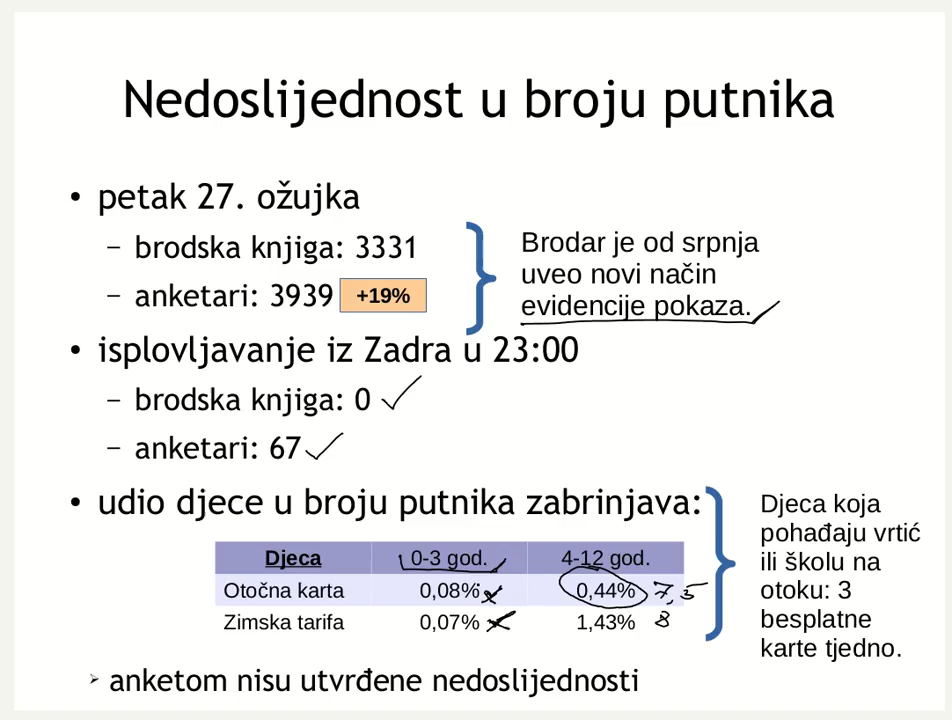 Nedoslijednost u broju putnika
• petak 27. ožujka
– brodska knjiga: 3331
– anketari: 3939 +19%
Brodar je od srpnja
uveo novi način
evidencije pokaza.
• isplovljavanje iz Zadra u 23:00
– brodska knjiga: 0
– anketari: 67
• udio djece u broju putnika zabrinjava:
Djeca 0-3 god. 4-12 god.
Otočna karta 0,08% 0,44% 7,5
Zimska tarifa 0,07% 1,43% 8
Djeca koja
pohađaju vrtić
ili školu na
otoku: 3
besplatne
karte tjedno.
➢ anketom nisu utvrđene nedoslijednosti